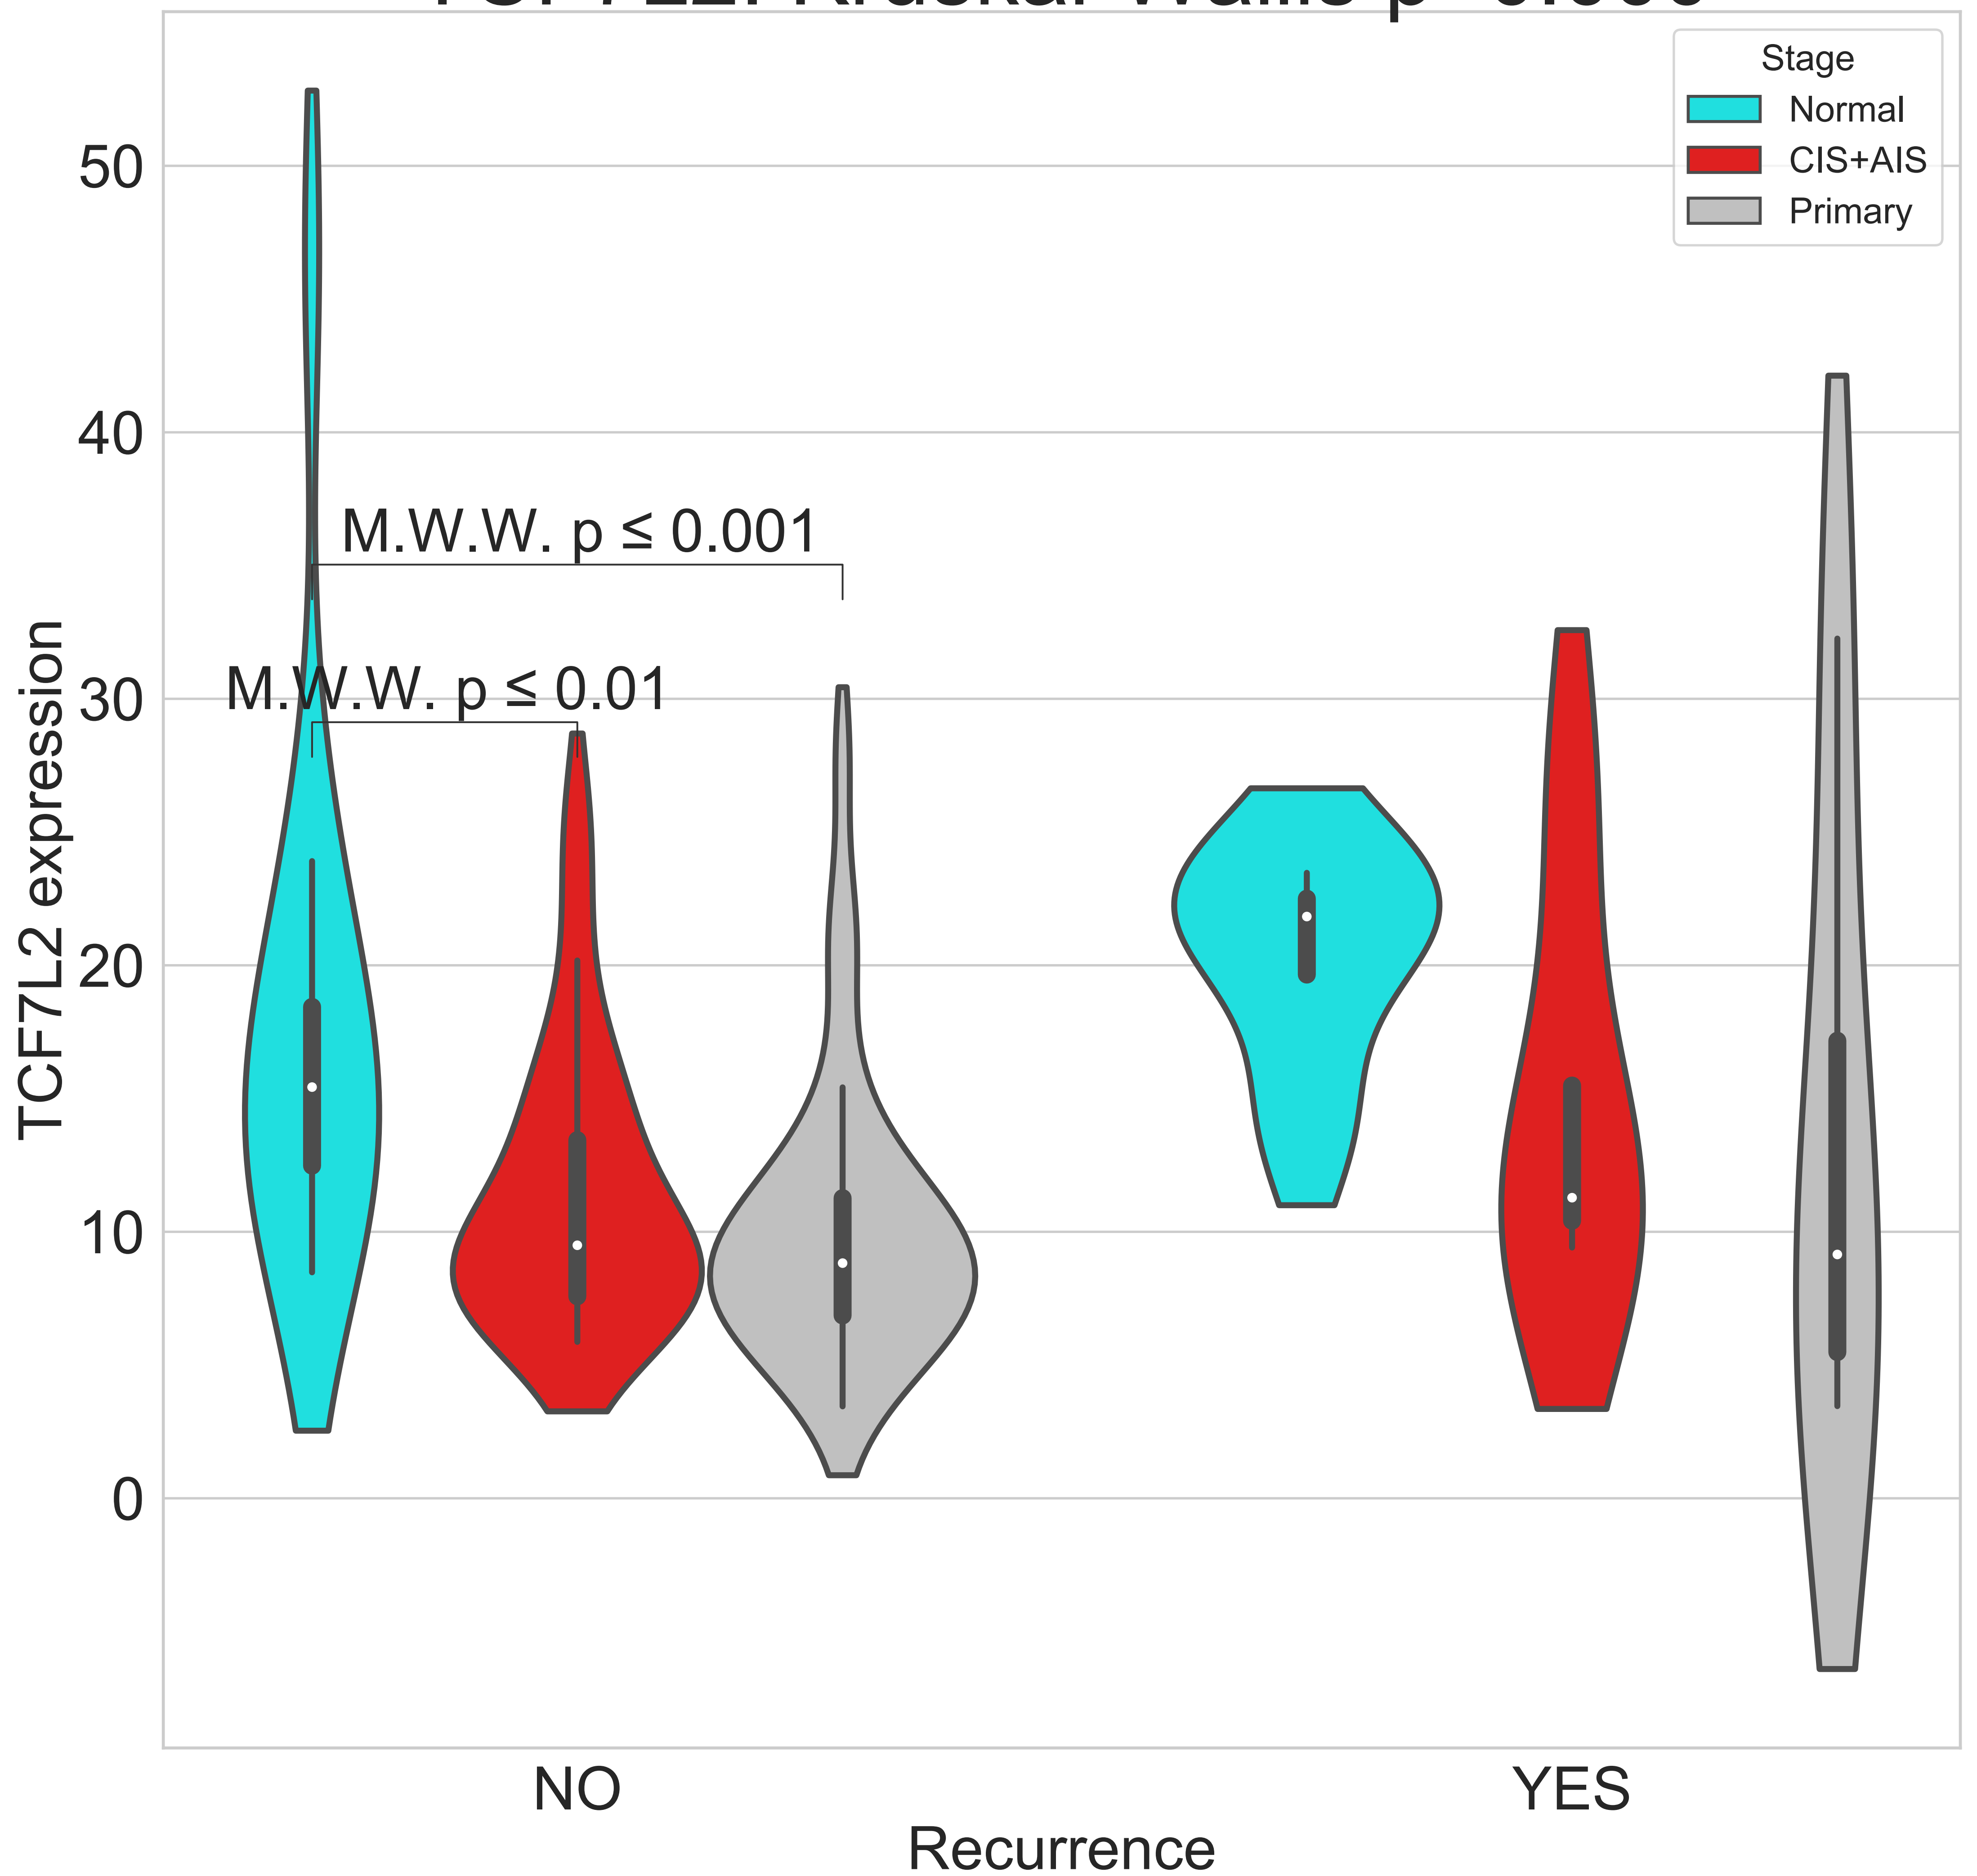 Stage
Normal
CIS+AIS
Primary
50
40
30
20
10
0
TCF7L2 expression
M.W.W. p ≤ 0.001
M.W.W. p ≤ 0.01
NO
YES
Recurrence